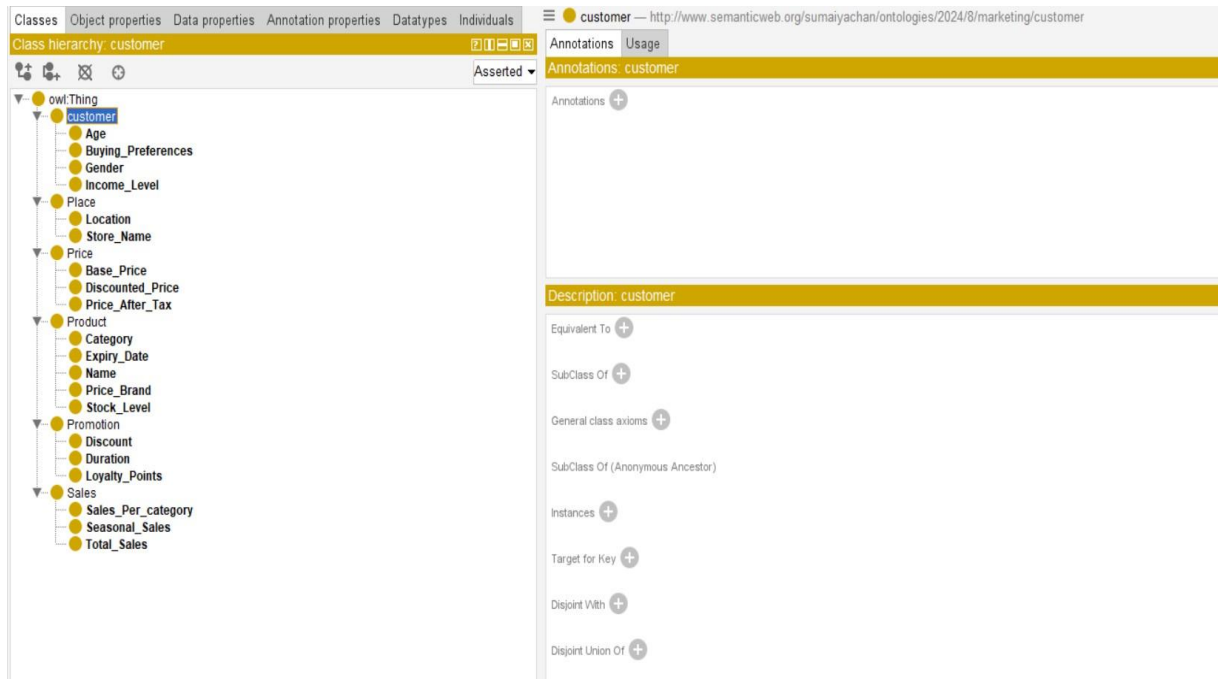 Classes Object properties Data properties Annotation properties Datatypes Individuals
Class hierarchy: customer
Asserted
owl:Thing
customer
Age
Buying_Preferences
Gender
Income_Level
Place
Location
Store_Name
Price
Base_Price
Discounted_Price
Price_After_Tax
Product
Category
Expiry_Date
Name
Price_Brand
Stock_Level
Promotion
Discount
Duration
Loyalty_Points
Sales
Sales_Per_category
Seasonal_Sales
Total_Sales
customer — http://www.semanticweb.org/sumaiyachan/ontologies/2024/8/marketing/customer
Annotations Usage
Annotations: customer
Annotations
Description: customer
Equivalent To
SubClass Of
General class axioms
SubClass Of (Anonymous Ancestor)
Instances
Target for Key
Disjoint With
Disjoint Union Of